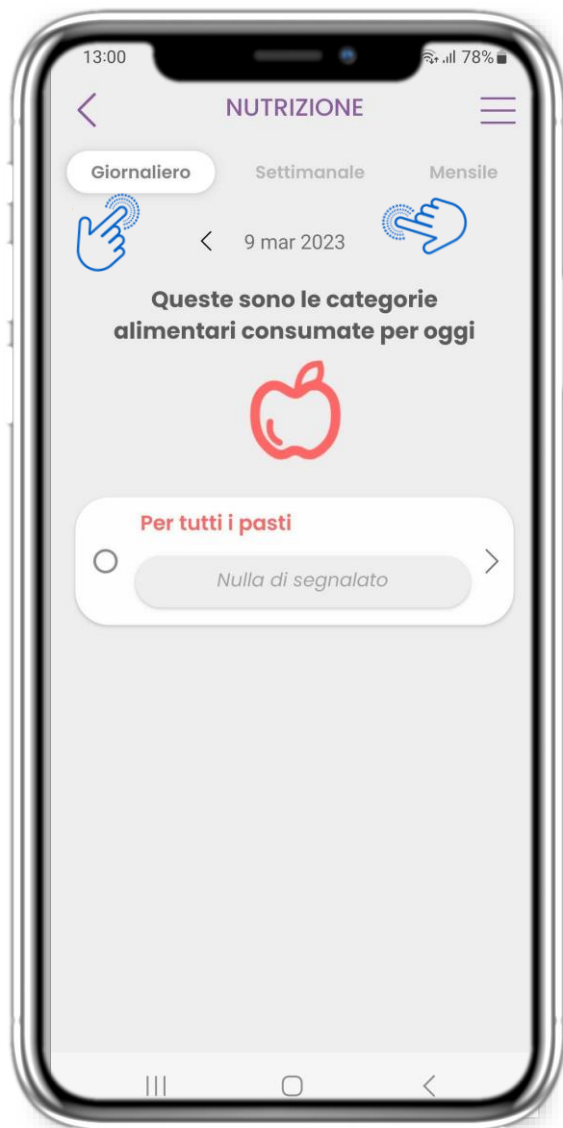 13:00 78%
NUTRIZIONE
Giornaliero Settimanale Mensile
9 mar 2023
Queste sono le categorie
alimentari consumate per oggi
Per tutti i pasti
Nulla di segnalato